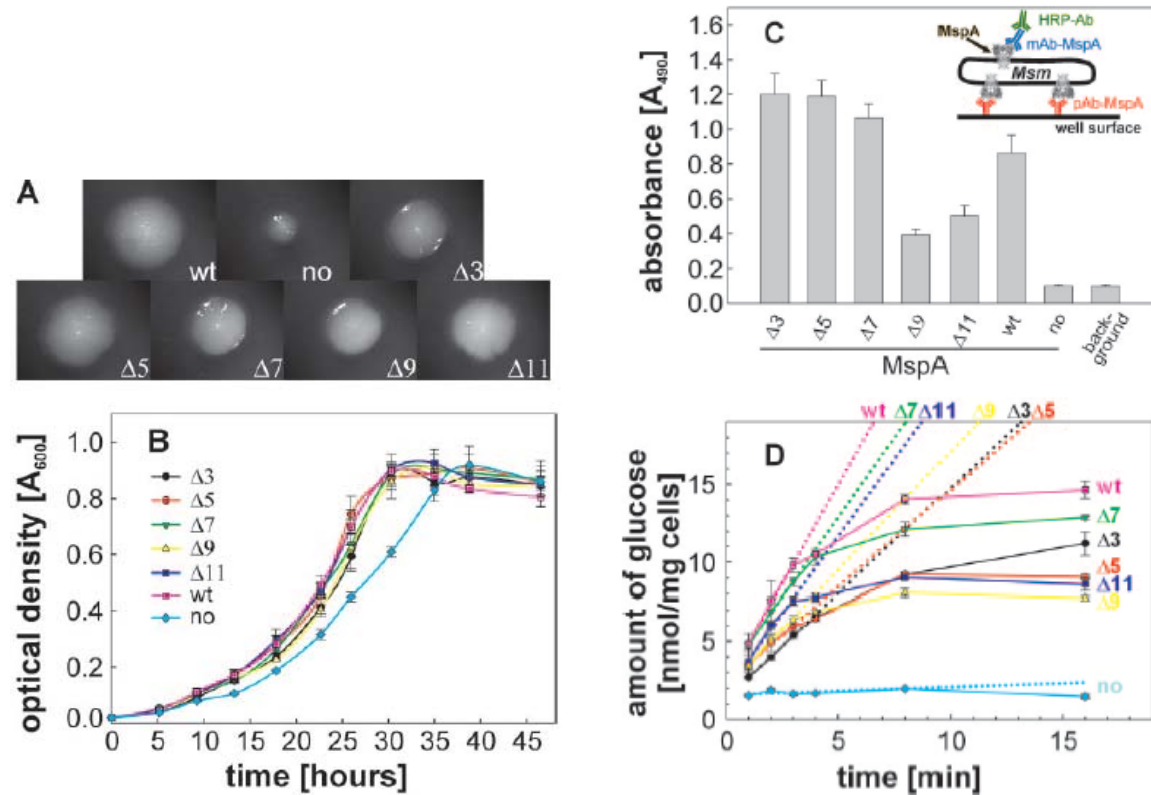 A
wt
no
Δ3
Δ5
Δ7
Δ9
Δ11
B
optical density [A600]
1.0
0.8
0.6
0.4
0.2
0.0
Δ3
Δ5
Δ7
Δ9
Δ11
wt
no
0 5 10 15 20 25 30 35 40 45
time [hours]
C
absorbance [A490]
1.6
1.4
1.2
1.0
0.8
0.6
0.4
0.2
0.0
HRP-Ab
MspA
mAb-MspA
Msm
pAb-MspA
well surface
Δ3 Δ5 Δ7 Δ9 Δ11 wt no back-
ground
MspA
wt Δ7 Δ11 Δ9 Δ3 Δ5
D
amount of glucose
[nmol/mg cells]
15
10
5
0
wt
Δ7
Δ3
Δ5
Δ11
Δ9
no
0 5 10 15
time [min]